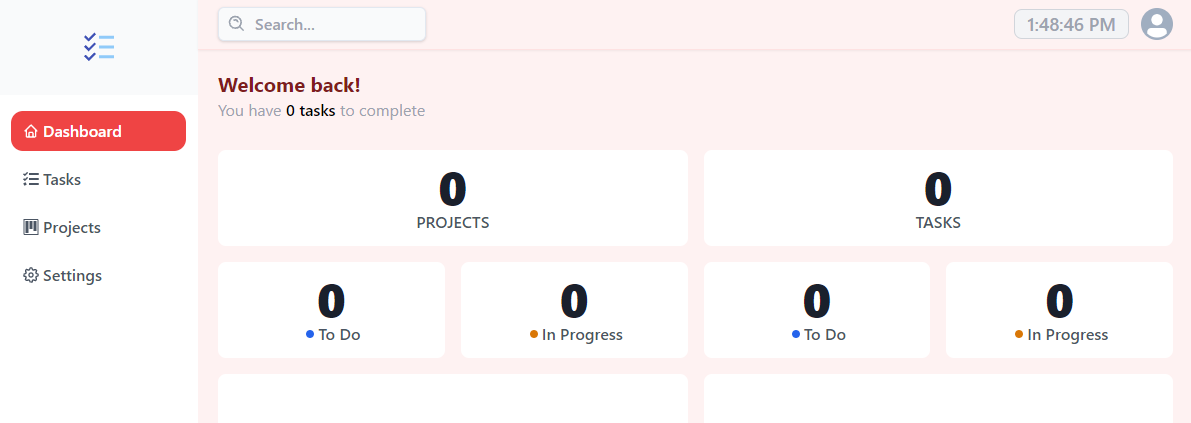 Search...
1:48:46 PM
Dashboard
Tasks
Projects
Settings
Welcome back!
You have 0 tasks to complete
0
PROJECTS
0
TASKS
0
To Do
0
In Progress
0
To Do
0
In Progress